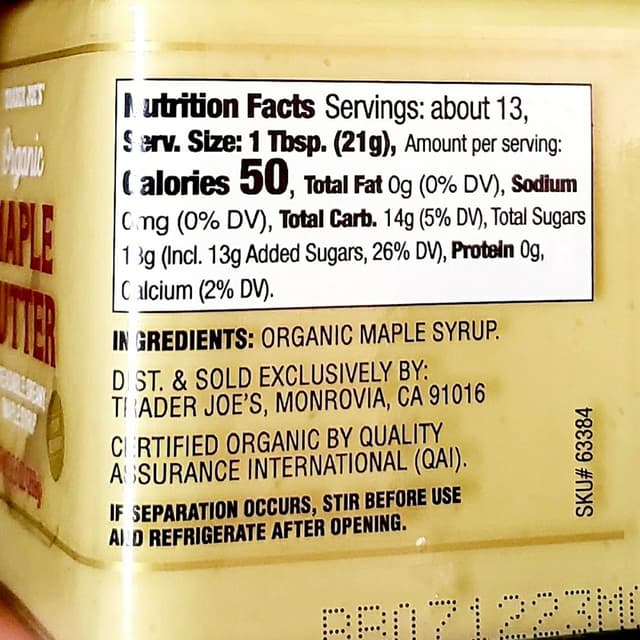 TRADER JOE'S
Organic
MAPLE
BUTTER
Nutrition Facts Servings: about 13,
Serv. Size: 1 Tbsp. (21g), Amount per serving:
Calories 50, Total Fat 0g (0% DV), Sodium
0mg (0% DV), Total Carb. 14g (5% DV), Total Sugars
13g (Incl. 13g Added Sugars, 26% DV), Protein 0g,
Calcium (2% DV).
INGREDIENTS: ORGANIC MAPLE SYRUP.
DIST. & SOLD EXCLUSIVELY BY:
TRADER JOE'S, MONROVIA, CA 91016
CERTIFIED ORGANIC BY QUALITY
ASSURANCE INTERNATIONAL (QAI).
IF SEPARATION OCCURS, STIR BEFORE USE
AND REFRIGERATE AFTER OPENING.
SKU# 63384